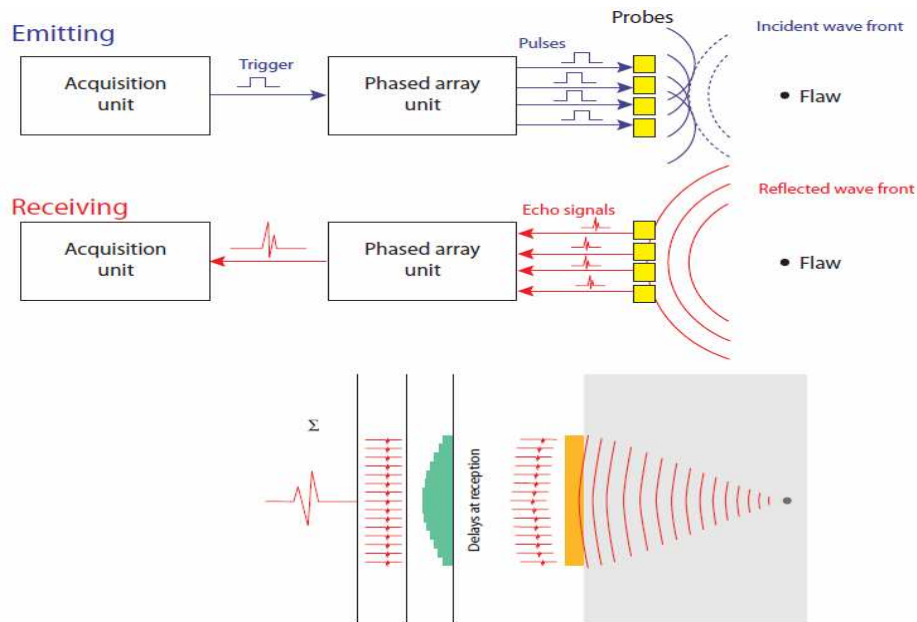 Probes
Emitting
Incident wave front
Pulses
Trigger
Acquisition
unit
Phased array
unit
Flaw
Receiving
Reflected wave front
Echo signals
Acquisition
unit
Phased array
unit
Flaw
Σ
Delays at reception